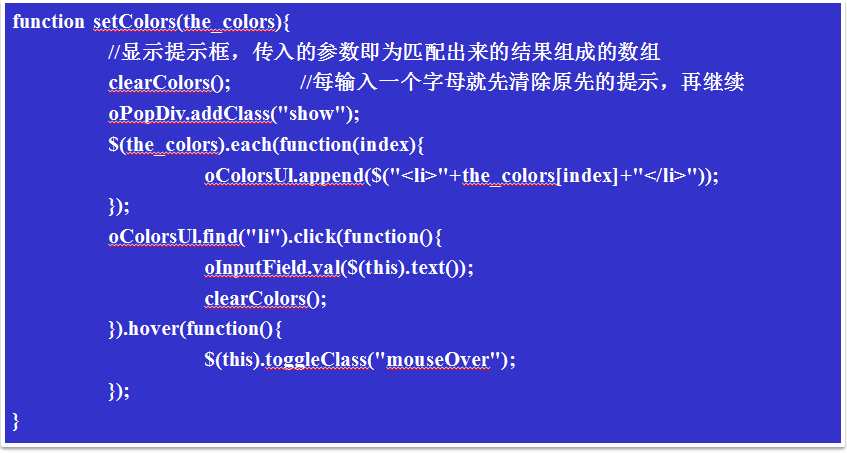 function setColors(the_colors){
//显示提示框，传入的参数即为匹配出来的结果组成的数组
clearColors(); //每输入一个字母就先清除原先的提示，再继续
oPopDiv.addClass("show");
$(the_colors).each(function(index){
oColorsUl.append($("<li>"+the_colors[index]+"</li>"));
});
oColorsUl.find("li").click(function(){
oInputField.val($(this).text());
clearColors();
}).hover(function(){
$(this).toggleClass("mouseOver");
});
}